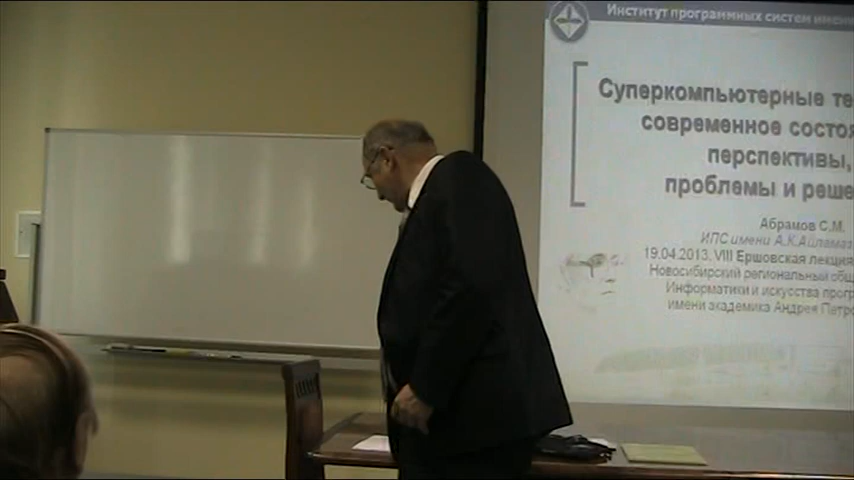 Институт программных систем имени
Суперкомпьютерные те
современное состоя
перспективы,
проблемы и реше
Абрамов С.М.
ИПС имени А.К.Айламаз
19.04.2013, VIII Ершовская лекция
Новосибирский региональный общ
Информатики и искусства прогр
имени академика Андрея Петро